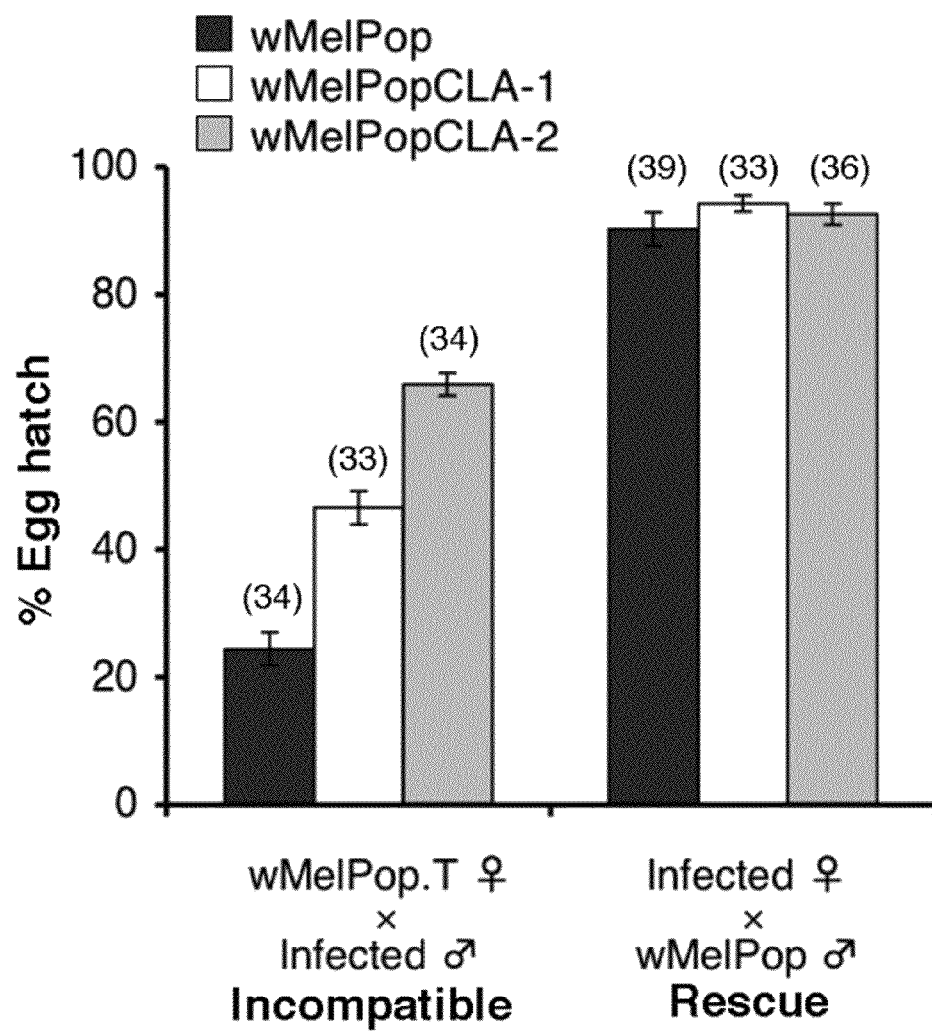 wMelPop
wMelPopCLA-1
wMelPopCLA-2
% Egg hatch
100
80
60
40
20
0
(34)
(33)
(34)
(39)
(33)
(36)
wMelPop.T ♀
×
Infected ♂
Incompatible
Infected ♀
×
wMelPop ♂
Rescue